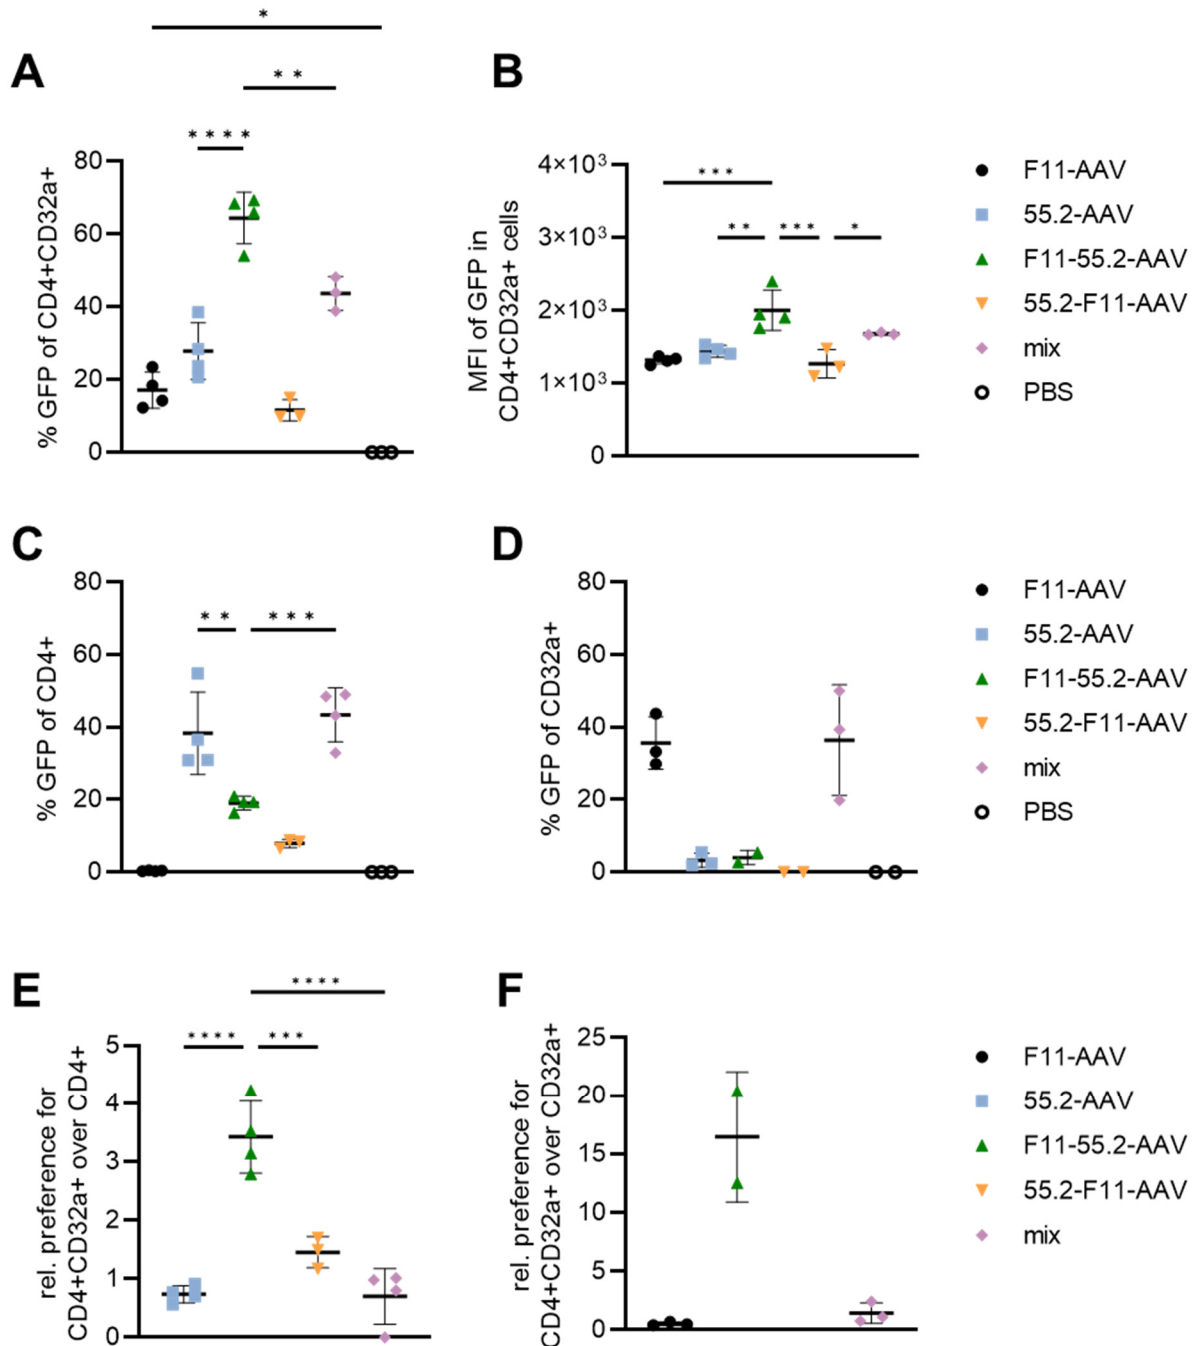 *
A
* *
* * * *
% GFP of CD4+CD32a+
80
60
40
20
0
B
MFI of GFP in
CD4+CD32a+ cells
4×10³
3×10³
2×10³
1×10³
0
* * *
* *
* * *
*
F11-AAV
55.2-AAV
F11-55.2-AAV
55.2-F11-AAV
mix
PBS
C
% GFP of CD4+
80
60
40
20
0
* *
* * *
D
% GFP of CD32a+
80
60
40
20
0
F11-AAV
55.2-AAV
F11-55.2-AAV
55.2-F11-AAV
mix
PBS
E
rel. preference for
CD4+CD32a+ over CD4+
5
4
3
2
1
0
* * * *
* * * *
* * *
F
rel. preference for
CD4+CD32a+ over CD32a+
25
20
15
10
5
0
F11-AAV
55.2-AAV
F11-55.2-AAV
55.2-F11-AAV
mix